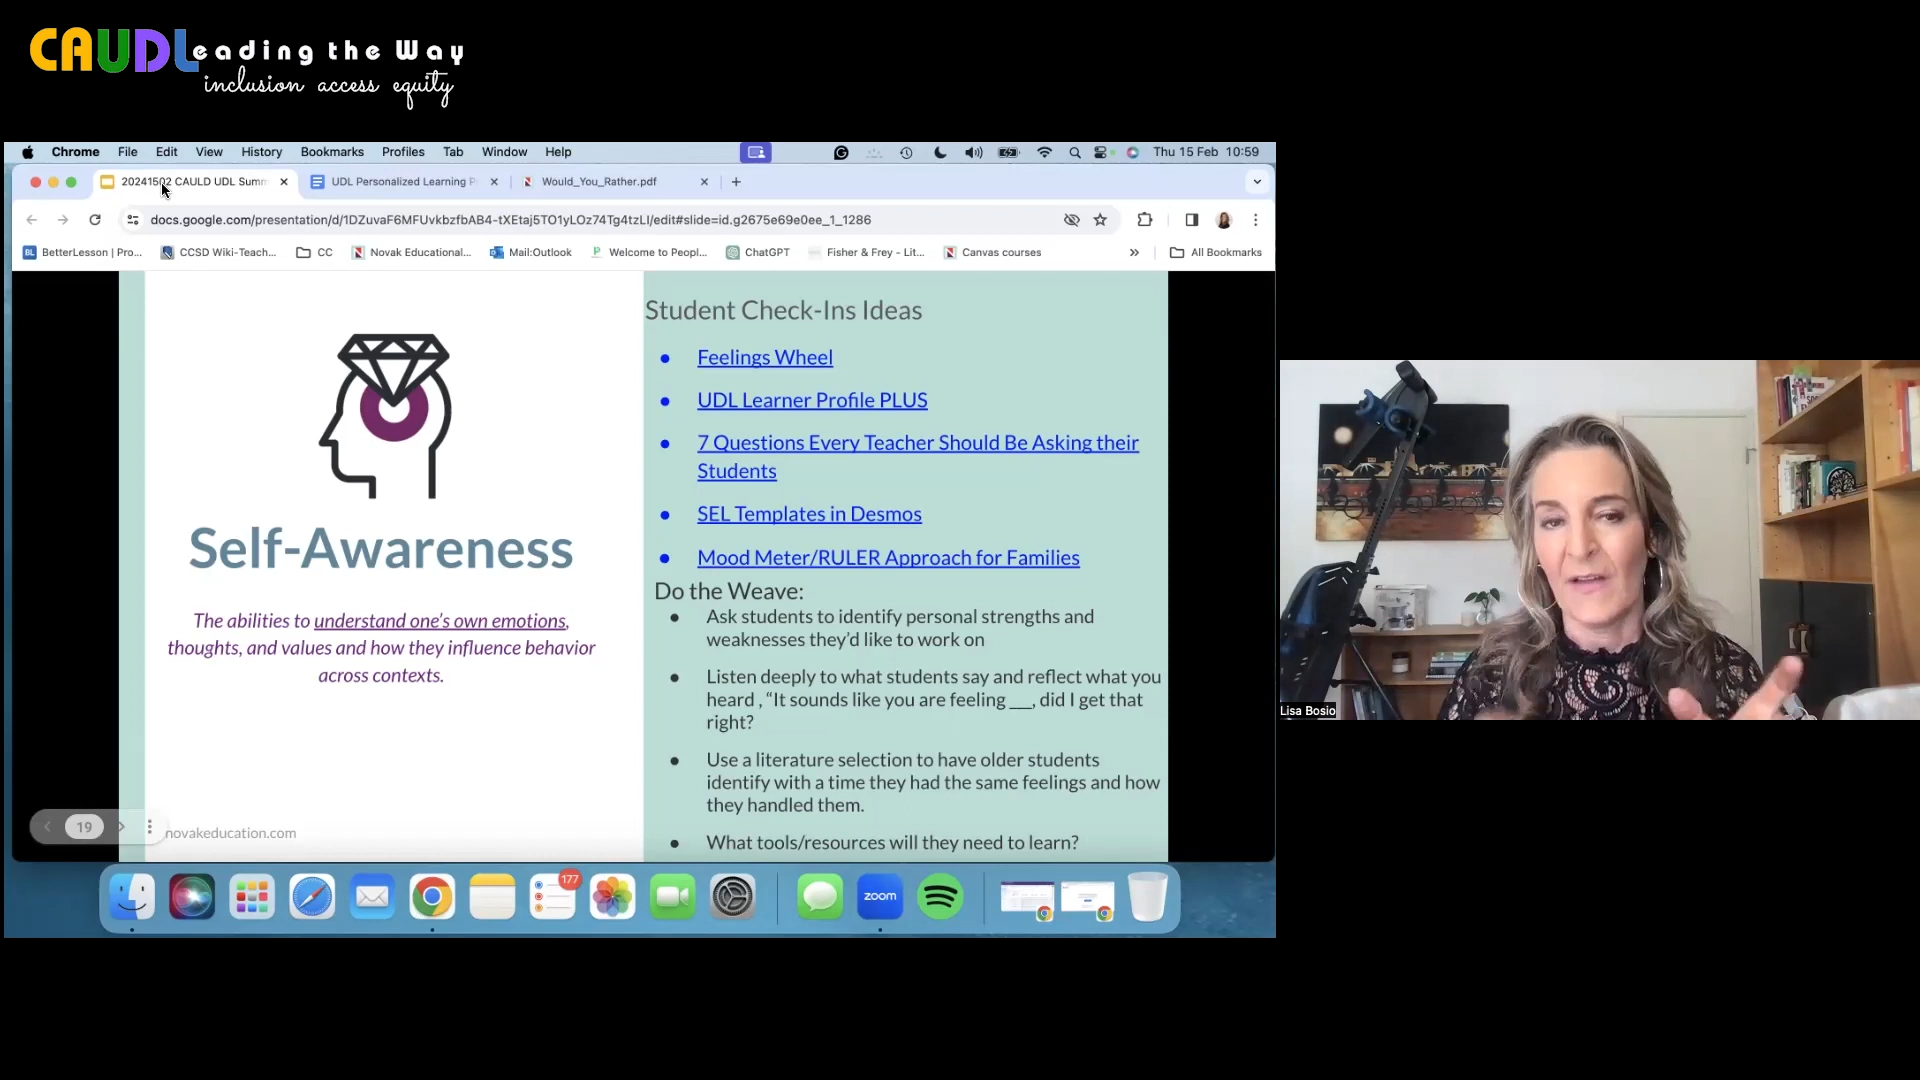 CAUDLeading the Way
inclusion access equity
Chrome File Edit View History Bookmarks Profiles Tab Window Help Thu 15 Feb 10:59
20241502 CAULD UDL Summ UDL Personalized Learning P Would_You_Rather.pdf
docs.google.com/presentation/d/1DZuvaF6MFUvkbzfbAB4-tXEtaj5TO1yLOz74Tg4tzLI/edit#slide=id.g2675e69e0ee_1_1286
BetterLesson | Pro... CCSD Wiki-Teach... CC Novak Educational... Mail:Outlook Welcome to Peopl... ChatGPT Fisher & Frey - Lit... Canvas courses » All Bookmarks
Self-Awareness
The abilities to understand one's own emotions,
thoughts, and values and how they influence behavior
across contexts.
19
novakeducation.com
Student Check-Ins Ideas
● Feelings Wheel
● UDL Learner Profile PLUS
● 7 Questions Every Teacher Should Be Asking their
Students
● SEL Templates in Desmos
● Mood Meter/RULER Approach for Families
Do the Weave:
● Ask students to identify personal strengths and
weaknesses they'd like to work on
● Listen deeply to what students say and reflect what you
heard , “It sounds like you are feeling ___, did I get that
right?
● Use a literature selection to have older students
identify with a time they had the same feelings and how
they handled them.
● What tools/resources will they need to learn?
177
zoom
Lisa Bosio